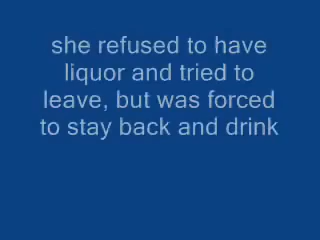 she refused to have
liquor and tried to
leave, but was forced
to stay back and drink